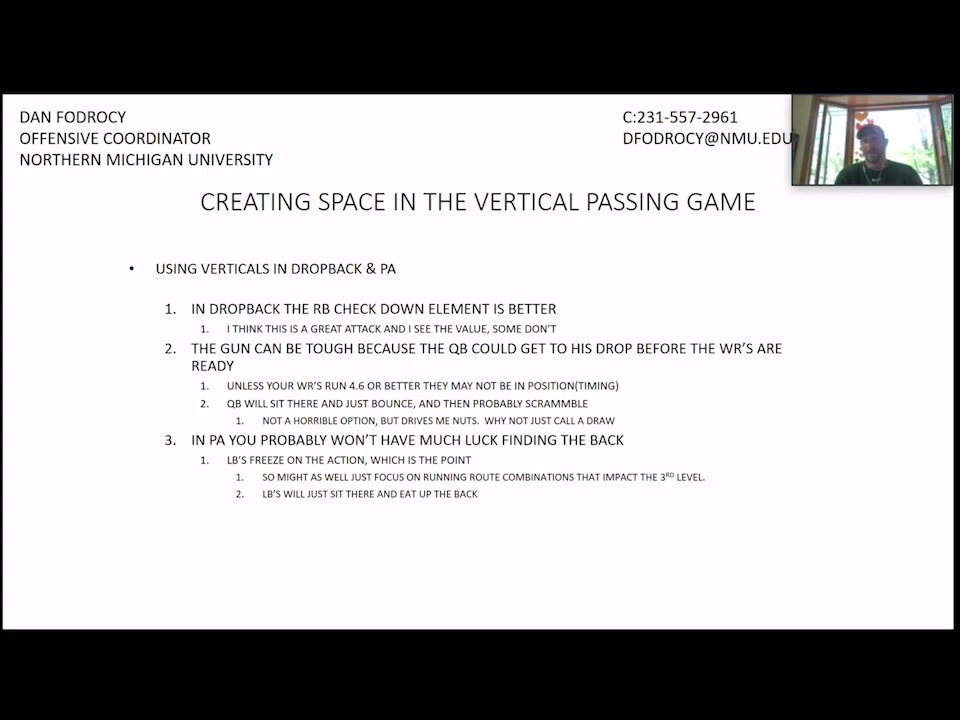 DAN FODROCY
OFFENSIVE COORDINATOR
NORTHERN MICHIGAN UNIVERSITY
C:231-557-2961
DFODROCY@NMU.EDU
CREATING SPACE IN THE VERTICAL PASSING GAME
• USING VERTICALS IN DROPBACK & PA
1. IN DROPBACK THE RB CHECK DOWN ELEMENT IS BETTER
1. I THINK THIS IS A GREAT ATTACK AND I SEE THE VALUE, SOME DON'T
2. THE GUN CAN BE TOUGH BECAUSE THE QB COULD GET TO HIS DROP BEFORE THE WR'S ARE
READY
1. UNLESS YOUR WR'S RUN 4.6 OR BETTER THEY MAY NOT BE IN POSITION(TIMING)
2. QB WILL SIT THERE AND JUST BOUNCE, AND THEN PROBABLY SCRAMMBLE
1. NOT A HORRIBLE OPTION, BUT DRIVES ME NUTS. WHY NOT JUST CALL A DRAW
3. IN PA YOU PROBABLY WON'T HAVE MUCH LUCK FINDING THE BACK
1. LB'S FREEZE ON THE ACTION, WHICH IS THE POINT
1. SO MIGHT AS WELL JUST FOCUS ON RUNNING ROUTE COMBINATIONS THAT IMPACT THE 3RD LEVEL.
2. LB'S WILL JUST SIT THERE AND EAT UP THE BACK